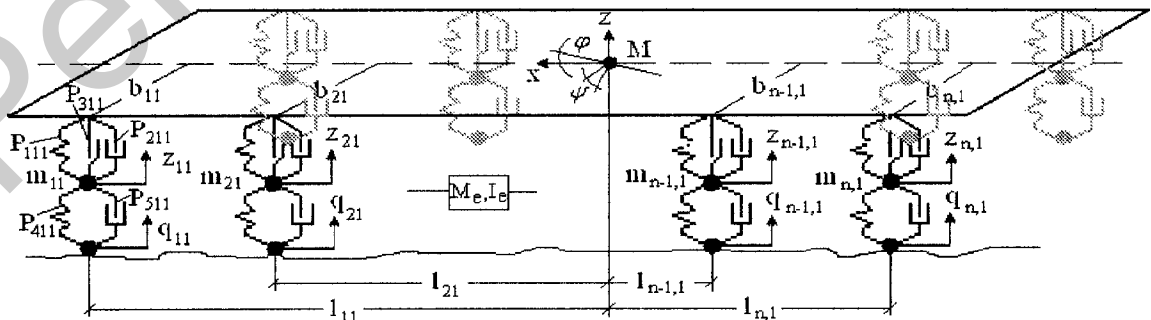 z
φ
M
x
ψ
b₁₁ b₂₁ bₙ₋₁,₁ bₙ,₁
P₃₁₁
P₁₁₁ P₂₁₁ z₁₁ z₂₁ zₙ₋₁,₁ zₙ,₁
m₁₁ m₂₁ mₙ₋₁,₁ mₙ,₁
Mₑ,Iₑ
P₄₁₁ P₅₁₁ q₁₁ q₂₁ qₙ₋₁,₁ qₙ,₁
l₂₁ lₙ₋₁,₁
l₁₁ lₙ,₁